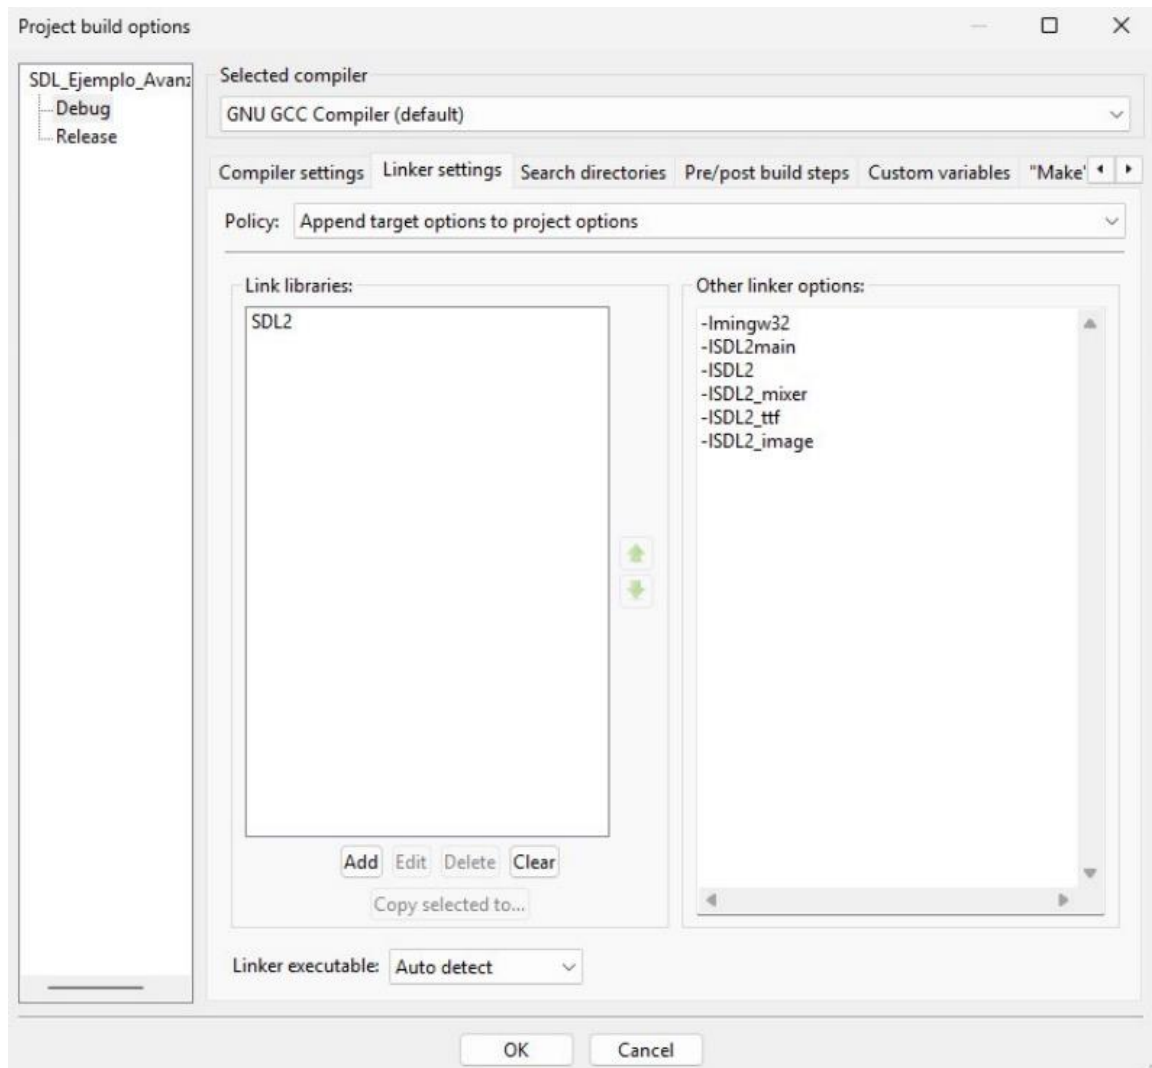 Project build options
SDL_Ejemplo_Avanz
Debug
Release
Selected compiler
GNU GCC Compiler (default)
Compiler settings Linker settings Search directories Pre/post build steps Custom variables "Make"
Policy: Append target options to project options
Link libraries:
SDL2
Other linker options:
-lmingw32
-lSDL2main
-lSDL2
-lSDL2_mixer
-lSDL2_ttf
-lSDL2_image
Add Edit Delete Clear
Copy selected to...
Linker executable: Auto detect
OK Cancel